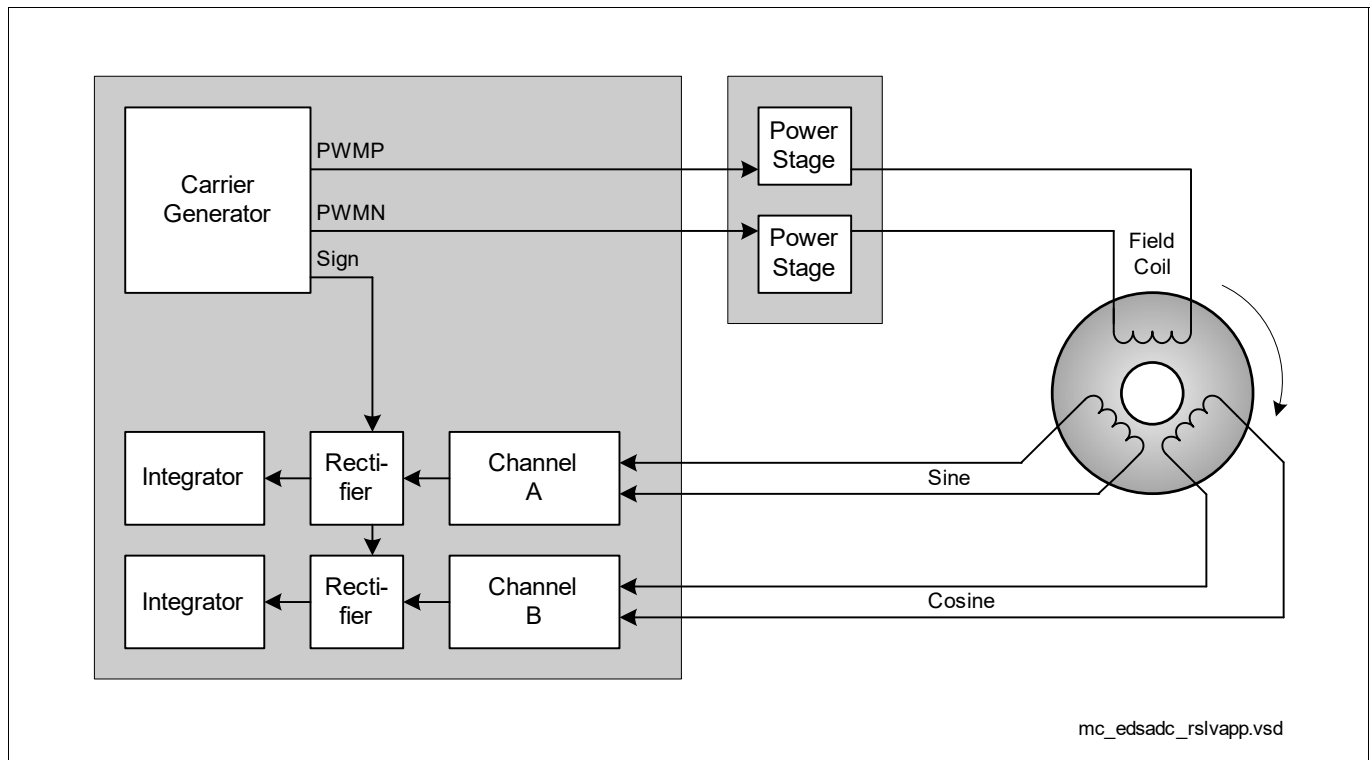 PWMP
Carrier
Generator
PWMN
Sign
Power
Stage
Power
Stage
Field
Coil
Integrator
Recti-
fier
Channel
A
Sine
Integrator
Recti-
fier
Channel
B
Cosine
mc_edsadc_rslvapp.vsd